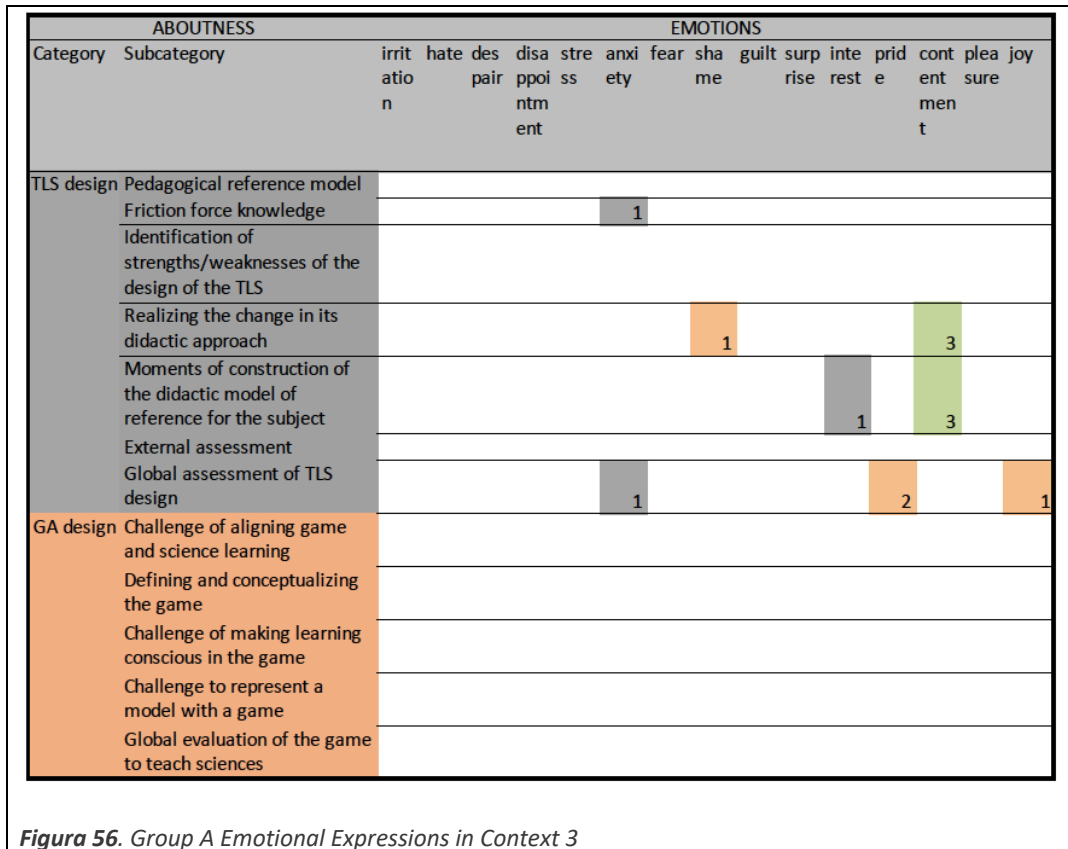 ABOUTNESS EMOTIONS
Category Subcategory irrit hate des disa stre anxi fear sha guilt surp inte prid cont plea joy
atio pair ppoi ss ety me rise rest e ent sure
n ntm men
ent t
TLS design Pedagogical reference model
Friction force knowledge 1
Identification of
strengths/weaknesses of the
design of the TLS
Realizing the change in its
didactic approach 1 3
Moments of construction of
the didactic model of
reference for the subject 1 3
External assessment
Global assessment of TLS
design 1 2 1
GA design Challenge of aligning game
and science learning
Defining and conceptualizing
the game
Challenge of making learning
conscious in the game
Challenge to represent a
model with a game
Global evaluation of the game
to teach sciences
Figura 56. Group A Emotional Expressions in Context 3